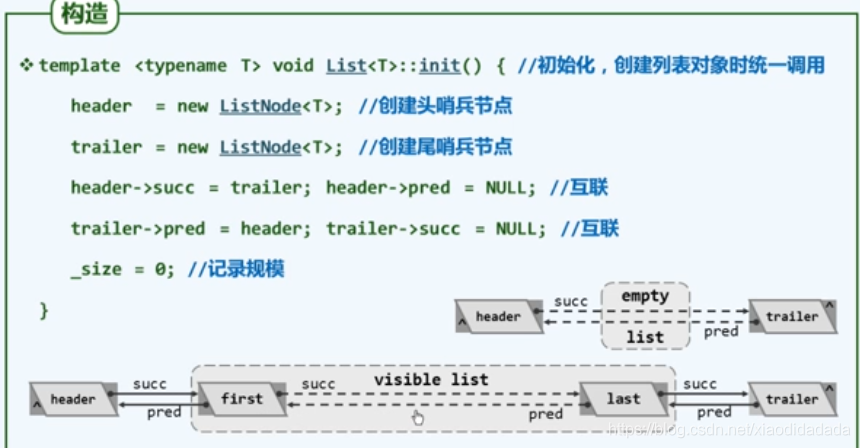 构造
❖template <typename T> void List<T>::init() { //初始化，创建列表对象时统一调用
header = new ListNode<T>; //创建头哨兵节点
trailer = new ListNode<T>; //创建尾哨兵节点
header->succ = trailer; header->pred = NULL; //互联
trailer->pred = header; trailer->succ = NULL; //互联
_size = 0; //记录规模
}
succ empty
header trailer
^ ^
list pred
succ succ visible list succ
header first last trailer
^ pred pred pred ^
https://blog.csdn.net/xiaodidadada